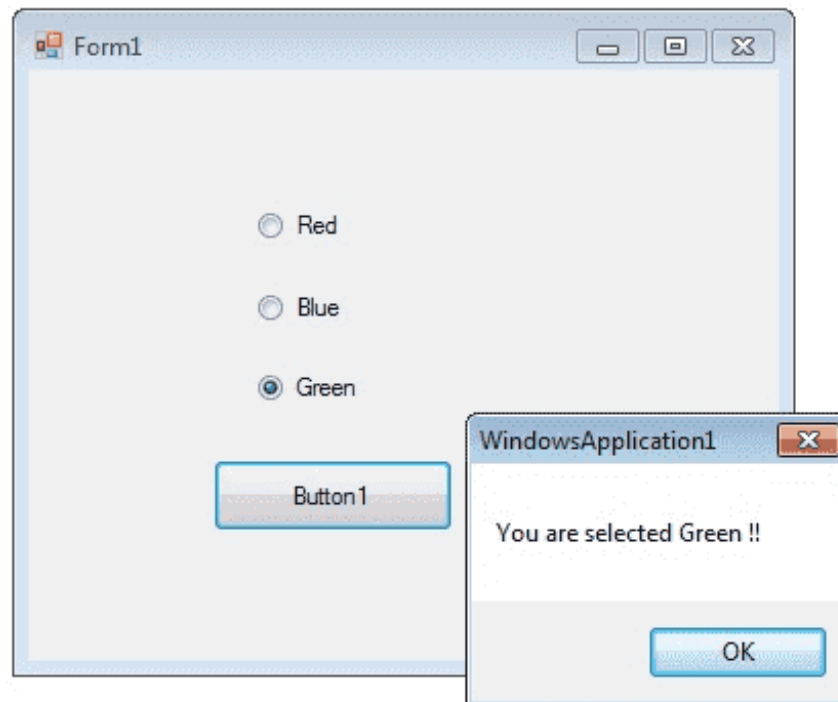 Form1
Red
Blue
Green
Button1
WindowsApplication1
You are selected Green !!
OK